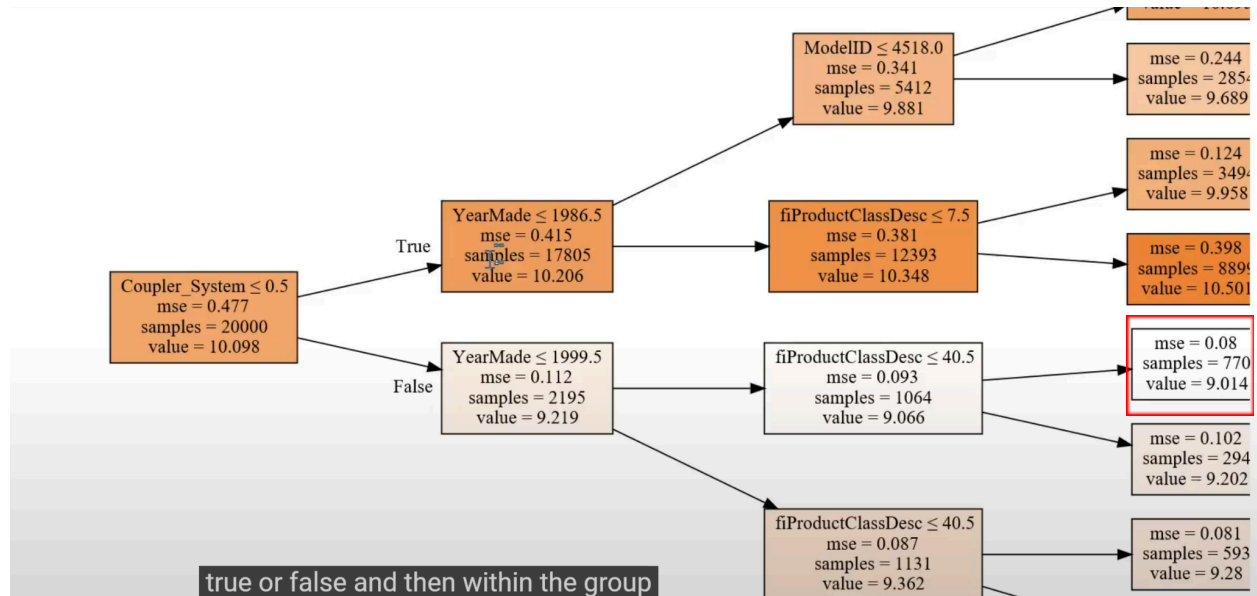 ModelID ≤ 4518.0
mse = 0.341
samples = 5412
value = 9.881
mse = 0.244
samples = 2854
value = 9.689
mse = 0.124
samples = 3494
value = 9.958
YearMade ≤ 1986.5
mse = 0.415
samples = 17805
value = 10.206
fiProductClassDesc ≤ 7.5
mse = 0.381
samples = 12393
value = 10.348
mse = 0.398
samples = 8899
value = 10.501
True
Coupler_System ≤ 0.5
mse = 0.477
samples = 20000
value = 10.098
False
YearMade ≤ 1999.5
mse = 0.112
samples = 2195
value = 9.219
fiProductClassDesc ≤ 40.5
mse = 0.093
samples = 1064
value = 9.066
mse = 0.08
samples = 770
value = 9.014
mse = 0.102
samples = 294
value = 9.202
fiProductClassDesc ≤ 40.5
mse = 0.087
samples = 1131
value = 9.362
mse = 0.081
samples = 593
value = 9.28
true or false and then within the group